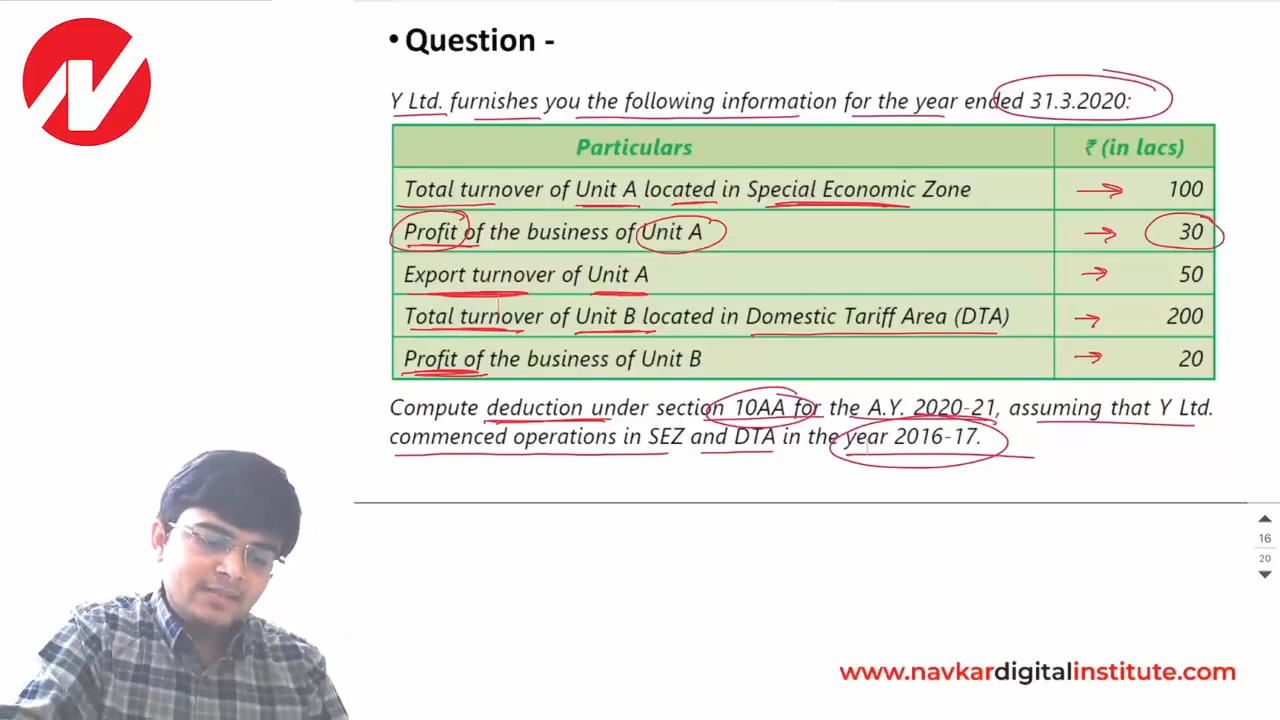 • Question -
Y Ltd. furnishes you the following information for the year ended 31.3.2020:
Particulars ₹ (in lacs)
Total turnover of Unit A located in Special Economic Zone 100
Profit of the business of Unit A 30
Export turnover of Unit A 50
Total turnover of Unit B located in Domestic Tariff Area (DTA) 200
Profit of the business of Unit B 20
Compute deduction under section 10AA for the A.Y. 2020-21, assuming that Y Ltd.
commenced operations in SEZ and DTA in the year 2016-17.
16
20
www.navkardigitalinstitute.com